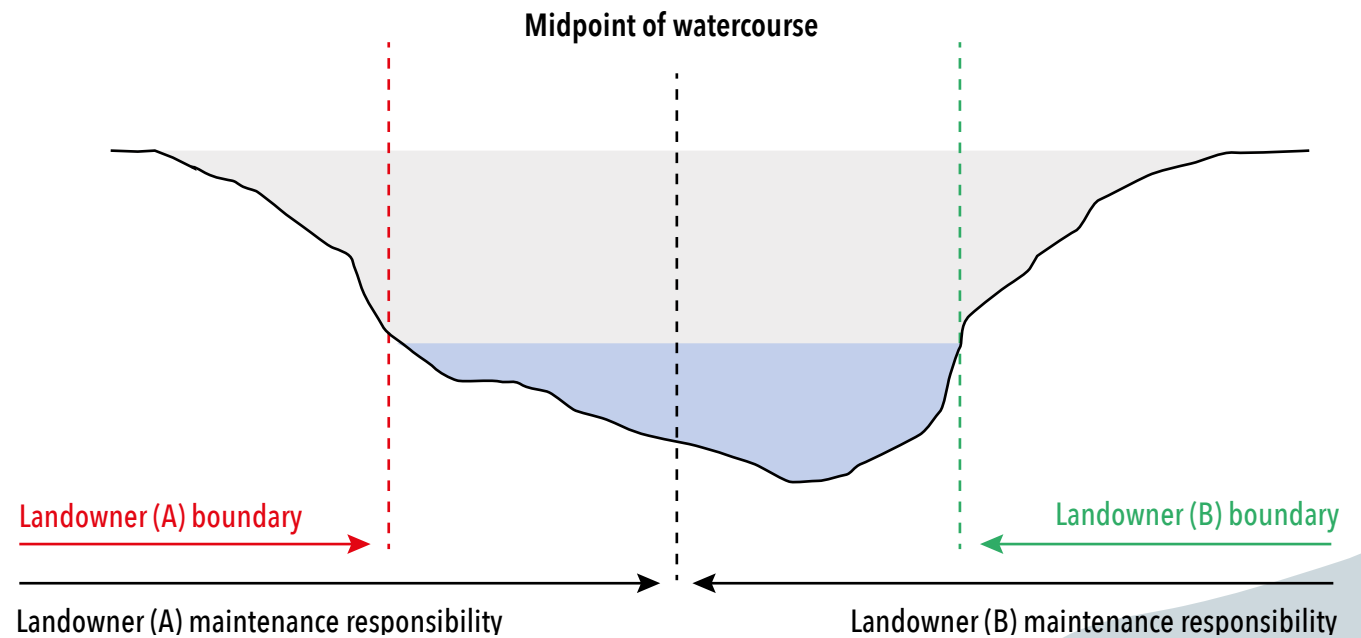 Midpoint of watercourse
Landowner (A) boundary
Landowner (B) boundary
Landowner (A) maintenance responsibility
Landowner (B) maintenance responsibility